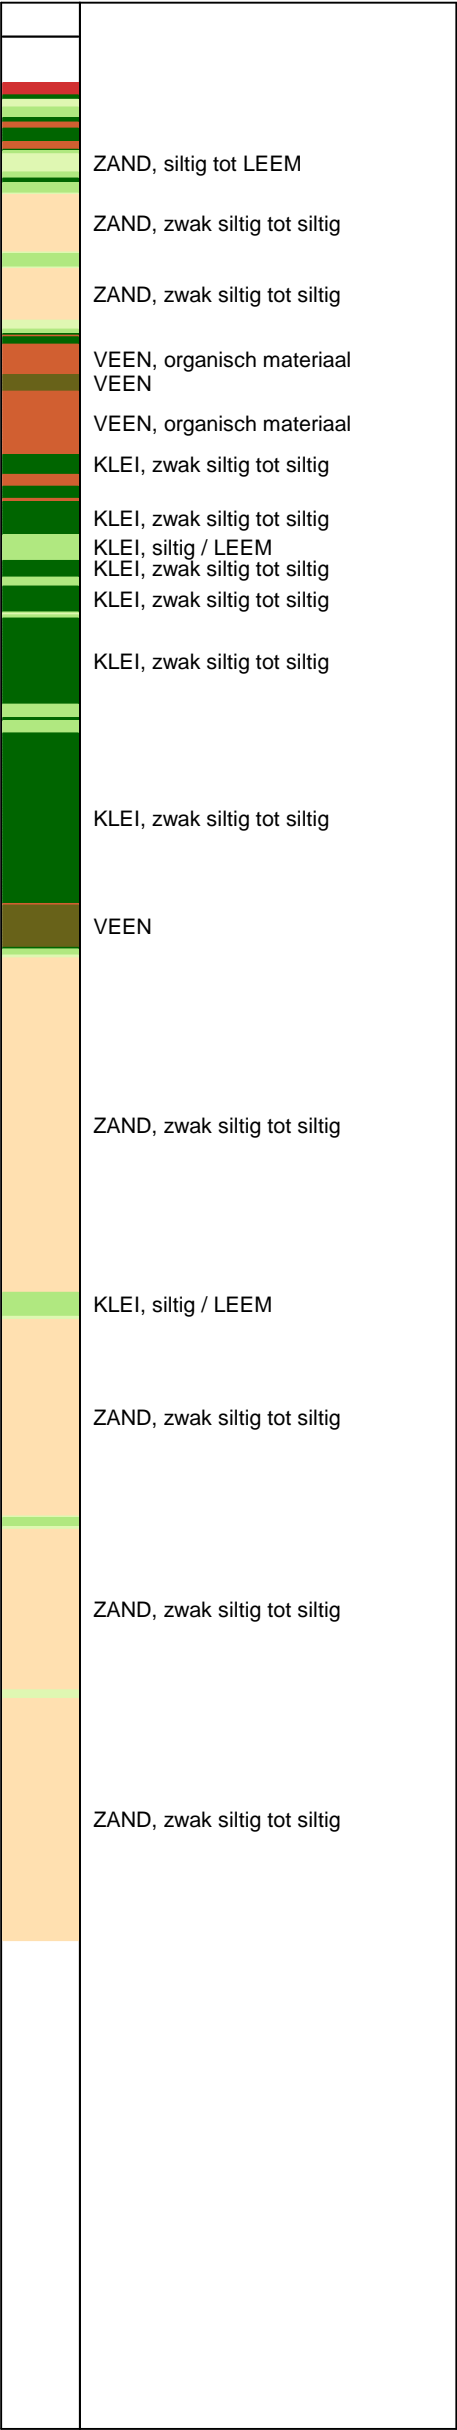 ZAND, siltig tot LEEM
ZAND, zwak siltig tot siltig
ZAND, zwak siltig tot siltig
VEEN, organisch materiaal
VEEN
VEEN, organisch materiaal
KLEI, zwak siltig tot siltig
KLEI, zwak siltig tot siltig
KLEI, siltig / LEEM
KLEI, zwak siltig tot siltig
KLEI, zwak siltig tot siltig
KLEI, zwak siltig tot siltig
KLEI, zwak siltig tot siltig
VEEN
ZAND, zwak siltig tot siltig
KLEI, siltig / LEEM
ZAND, zwak siltig tot siltig
ZAND, zwak siltig tot siltig
ZAND, zwak siltig tot siltig